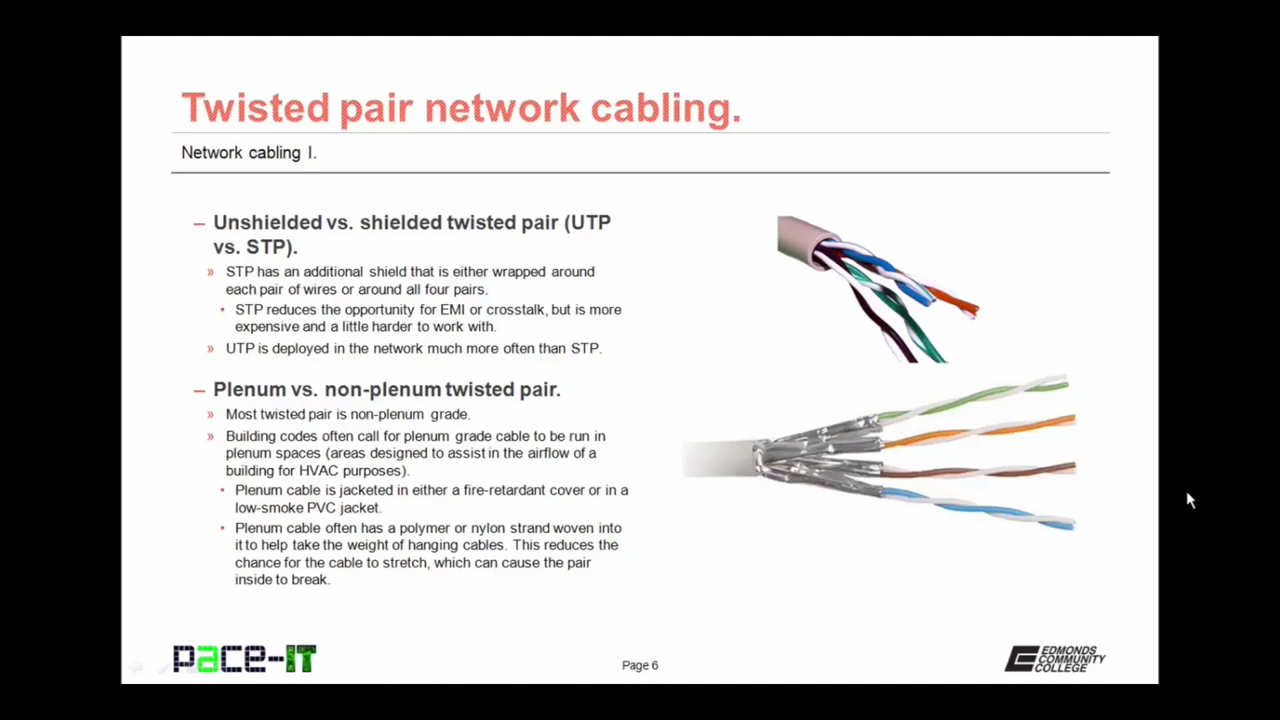 Twisted pair network cabling.
Network cabling I.
– Unshielded vs. shielded twisted pair (UTP
vs. STP).
» STP has an additional shield that is either wrapped around
each pair of wires or around all four pairs.
• STP reduces the opportunity for EMI or crosstalk, but is more
expensive and a little harder to work with.
» UTP is deployed in the network much more often than STP.
– Plenum vs. non-plenum twisted pair.
» Most twisted pair is non-plenum grade.
» Building codes often call for plenum grade cable to be run in
plenum spaces (areas designed to assist in the airflow of a
building for HVAC purposes).
• Plenum cable is jacketed in either a fire-retardant cover or in a
low-smoke PVC jacket.
• Plenum cable often has a polymer or nylon strand woven into
it to help take the weight of hanging cables. This reduces the
chance for the cable to stretch, which can cause the pair
inside to break.
pace-IT
Page 6
EDMONDS
COMMUNITY
COLLEGE